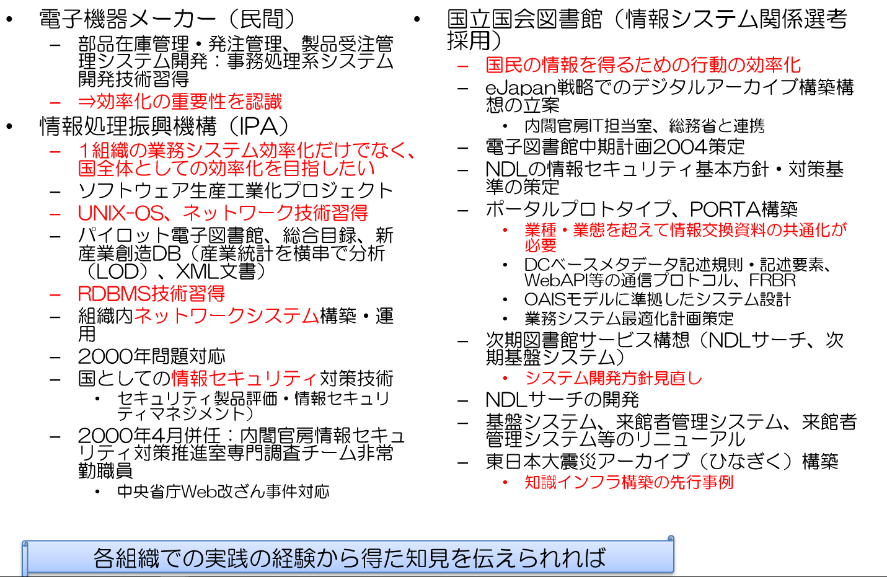 • 電子機器メーカー（民間）
– 部品在庫管理・発注管理、製品受注管
理システム開発：事務処理系システム
開発技術習得
– ⇒効率化の重要性を認識
• 情報処理振興機構（IPA）
– 1組織の業務システム効率化だけでなく、
国全体としての効率化を目指したい
– ソフトウェア生産工業化プロジェクト
– UNIX-OS、ネットワーク技術習得
– パイロット電子図書館、総合目録、新
産業創造DB（産業統計を横串で分析
（LOD）、XML文書）
– RDBMS技術習得
– 組織内ネットワークシステム構築・運
用
– 2000年問題対応
– 国としての情報セキュリティ対策技術
• セキュリティ製品評価・情報セキュリ
ティマネジメント）
– 2000年4月併任：内閣官房情報セキュ
リティ対策推進室専門調査チーム非常
勤職員
• 中央省庁Web改ざん事件対応
• 国立国会図書館（情報システム関係選考
採用）
– 国民の情報を得るための行動の効率化
– eJapan戦略でのデジタルアーカイブ構築構
想の立案
• 内閣官房IT担当室、総務省と連携
– 電子図書館中期計画2004策定
– NDLの情報セキュリティ基本方針・対策基
準の策定
– ポータルプロトタイプ、PORTA構築
• 業種・業態を超えて情報交換資料の共通化が
必要
• DCベースメタデータ記述規則・記述要素、
WebAPI等の通信プロトコル、FRBR
• OAISモデルに準拠したシステム設計
• 業務システム最適化計画策定
– 次期図書館サービス構想（NDLサーチ、次
期基盤システム）
• システム開発方針見直し
– NDLサーチの開発
– 基盤システム、来館者管理システム、来館者
管理システム等のリニューアル
– 東日本大震災アーカイブ（ひなぎく）構築
• 知識インフラ構築の先行事例
各組織での実践の経験から得た知見を伝えられれば